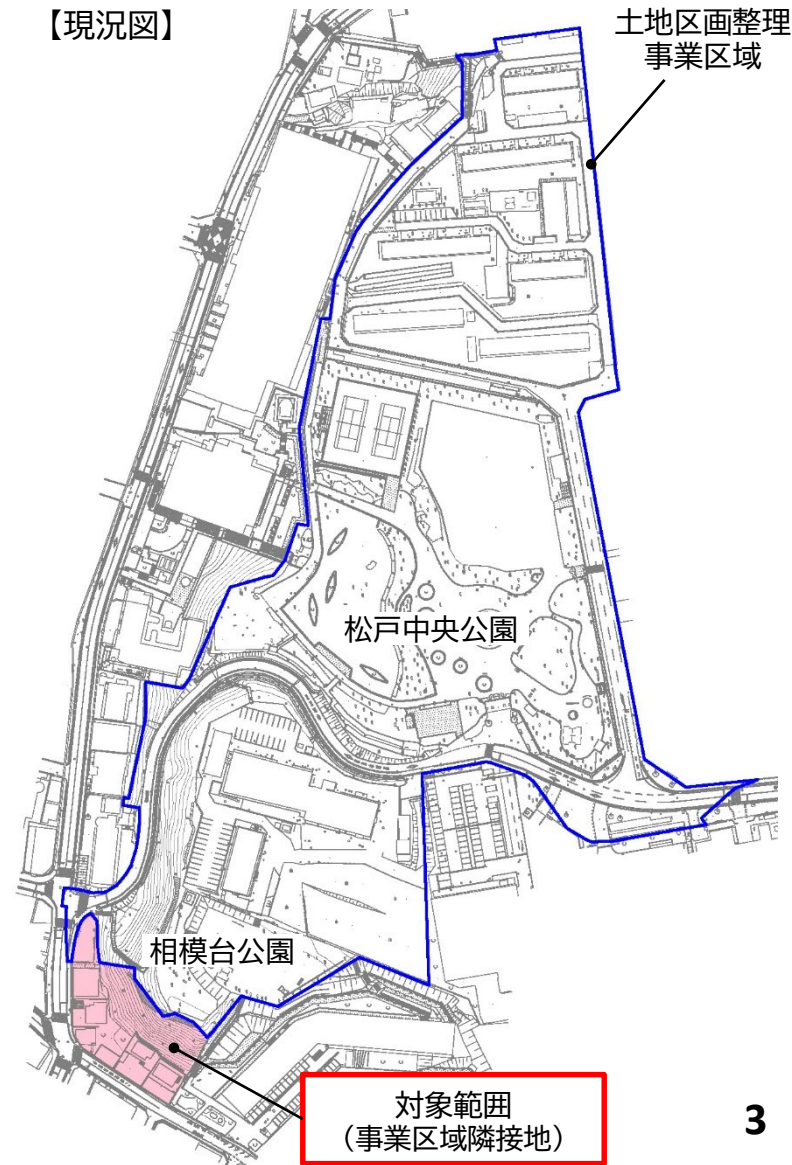 【現況図】
土地区画整理
事業区域
松戸中央公園
相模台公園
対象範囲
（事業区域隣接地）
3